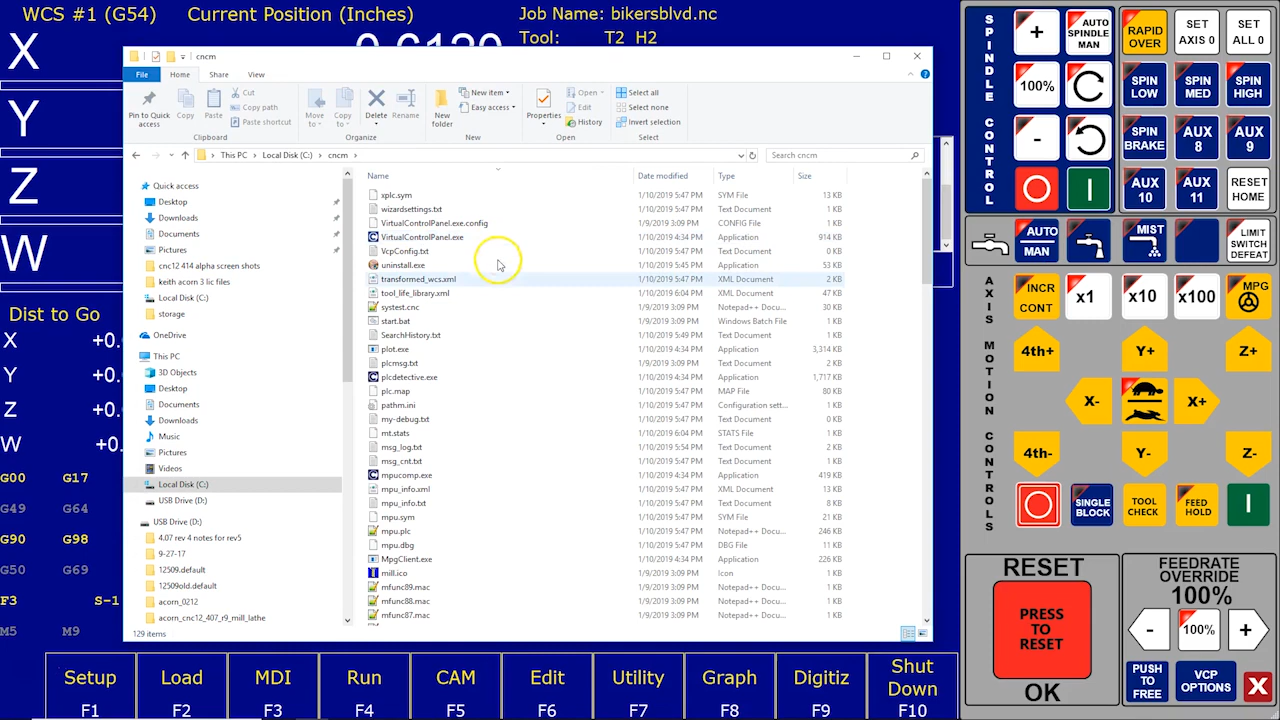 WCS #1 (G54)
Current Position (Inches)
Job Name: bikersblvd.nc
Tool: T2 H2
X
Y
Z
W
Dist to Go
X +0.
Y +0.
Z +0.
W +0.
G00 G17
G49 G64
G90 G98
G50 G69
F3 S-1
M5 M9
cncm
File Home Share View
Pin to Quick access
Copy
Paste
Cut
Copy path
Paste shortcut
Clipboard
Move to
Copy to
Delete
Rename
Organize
New folder
New item
Easy access
New
Properties
Open
Edit
History
Open
Select all
Select none
Invert selection
Select
This PC > Local Disk (C:) > cncm >
Search cncm
Quick access
Desktop
Downloads
Documents
Pictures
cnc12 414 alpha screen shots
keith acorn 3 lic files
Local Disk (C:)
storage
OneDrive
This PC
3D Objects
Desktop
Documents
Downloads
Music
Pictures
Videos
Local Disk (C:)
USB Drive (D:)
USB Drive (D:)
4.07 rev 4 notes for rev5
9-27-17
12509.default
12509old.default
acorn_0212
acorn_cnc12_407_r9_mill_lathe
Name Date modified Type Size
xplc.sym 1/10/2019 5:47 PM SYM File 13 KB
wizardsettings.txt 1/10/2019 5:47 PM Text Document 1 KB
VirtualControlPanel.exe.config 1/9/2019 3:09 PM CONFIG File 1 KB
VirtualControlPanel.exe 1/10/2019 4:34 PM Application 914 KB
VcpConfig.txt 1/10/2019 5:47 PM Text Document 0 KB
uninstall.exe 1/10/2019 5:45 PM Application 53 KB
transformed_wcs.xml 1/10/2019 5:47 PM XML Document 2 KB
tool_life_library.xml 1/10/2019 6:04 PM XML Document 47 KB
systest.cnc 1/9/2019 3:09 PM Notepad++ Docu... 30 KB
start.bat 1/9/2019 3:09 PM Windows Batch File 1 KB
SearchHistory.txt 1/10/2019 5:49 PM Text Document 1 KB
plot.exe 1/10/2019 4:34 PM Application 3,314 KB
plcmsg.txt 1/9/2019 3:09 PM Text Document 1 KB
plcdetective.exe 1/10/2019 4:34 PM Application 1,717 KB
plc.map 1/10/2019 5:47 PM MAP File 80 KB
pathm.ini 1/9/2019 3:09 PM Configuration sett... 1 KB
my-debug.txt 1/10/2019 5:47 PM Text Document 0 KB
mt.stats 1/10/2019 6:04 PM STATS File 1 KB
msg_log.txt 1/10/2019 5:54 PM Text Document 2 KB
msg_cnt.txt 1/10/2019 5:54 PM Text Document 1 KB
mpucomp.exe 1/10/2019 4:34 PM Application 419 KB
mpu_info.xml 1/10/2019 5:47 PM XML Document 13 KB
mpu_info.txt 1/10/2019 5:47 PM Text Document 8 KB
mpu.sym 1/10/2019 5:47 PM SYM File 21 KB
mpu.plc 1/10/2019 5:47 PM Notepad++ Docu... 246 KB
mpu.dbg 1/10/2019 5:47 PM DBG File 1 KB
MpgClient.exe 1/10/2019 4:34 PM Application 226 KB
mill.ico 1/9/2019 3:09 PM Icon 1 KB
mfunc89.mac 1/9/2019 3:09 PM Notepad++ Docu... 1 KB
mfunc88.mac 1/9/2019 3:09 PM Notepad++ Docu... 1 KB
mfunc87.mac 1/9/2019 3:09 PM Notepad++ Docu... 1 KB
129 items
Setup F1
Load F2
MDI F3
Run F4
CAM F5
Edit F6
Utility F7
Graph F8
Digitiz F9
Shut Down F10
SPINDLE CONTROL
+
AUTO SPINDLE MAN
100%
-
RAPID OVER
SET AXIS 0
SET ALL 0
SPIN LOW
SPIN MED
SPIN HIGH
SPIN BRAKE
AUX 8
AUX 9
AUX 10
AUX 11
RESET HOME
AUTO MAN
MIST
LIMIT SWITCH DEFEAT
AXIS MOTION CONTROLS
INCR CONT
x1
x10
x100
MPG
4th+
Y+
Z+
X-
X+
4th-
Y-
Z-
SINGLE BLOCK
TOOL CHECK
FEED HOLD
RESET
PRESS TO RESET
OK
FEEDRATE OVERRIDE
100%
-
100%
+
PUSH TO FREE
VCP OPTIONS
X